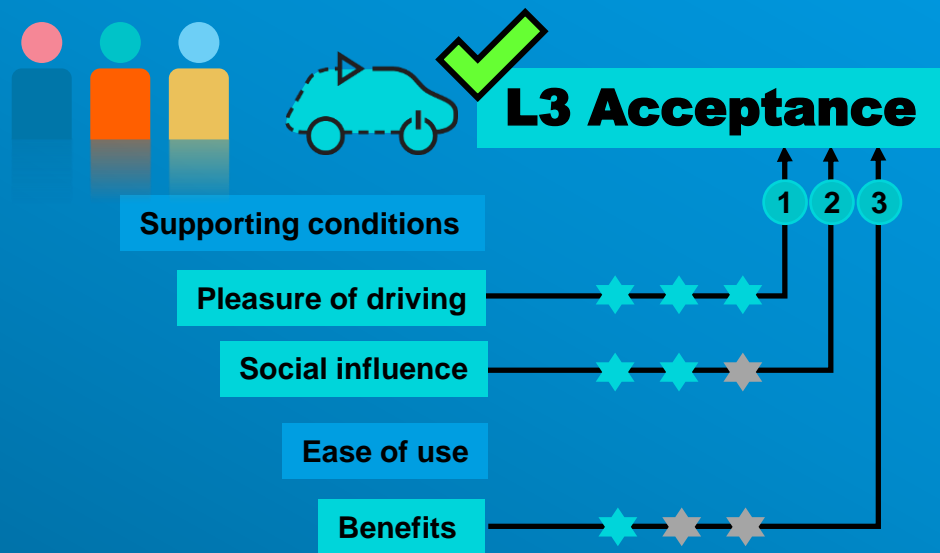 L3 Acceptance
1 2 3
Supporting conditions
Pleasure of driving
Social influence
Ease of use
Benefits